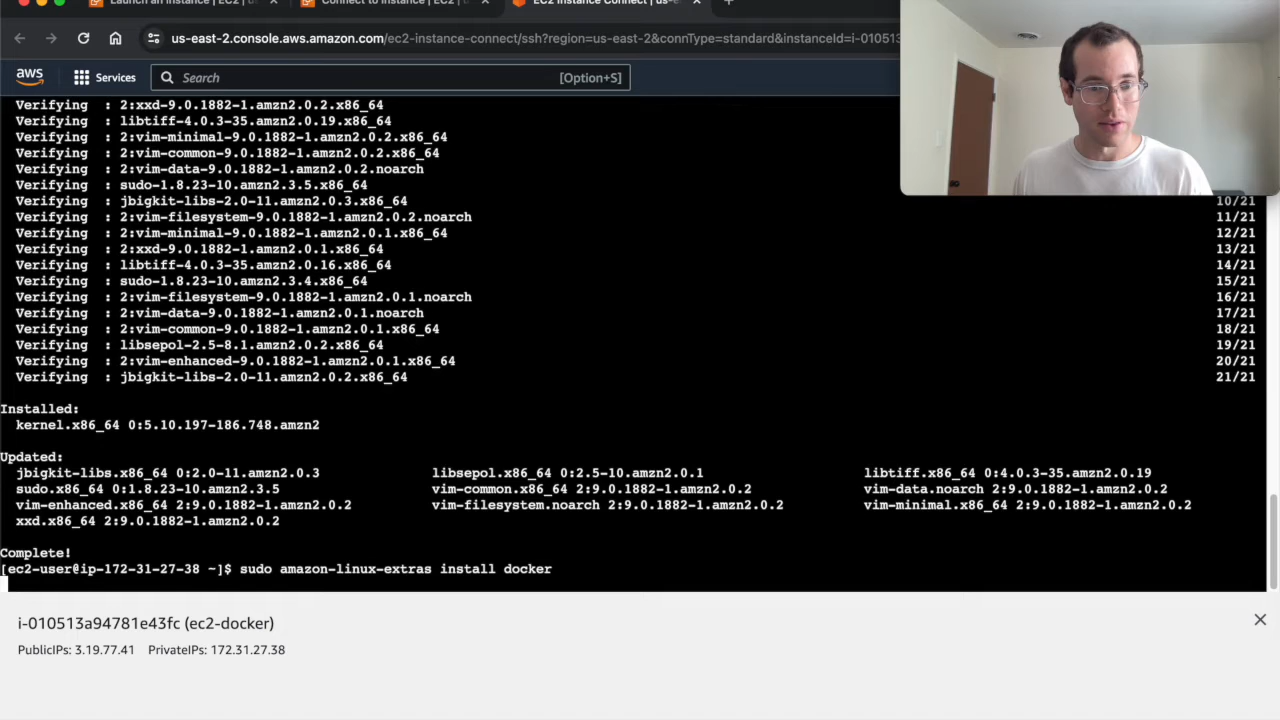 Launch an instance | EC2 | u
Connect to instance | EC2 |
EC2 Instance Connect | us-e
us-east-2.console.aws.amazon.com/ec2-instance-connect/ssh?region=us-east-2&connType=standard&instanceId=i-010513
aws Services Search [Option+S]
Verifying : 2:xxd-9.0.1882-1.amzn2.0.2.x86_64
Verifying : libtiff-4.0.3-35.amzn2.0.19.x86_64
Verifying : 2:vim-minimal-9.0.1882-1.amzn2.0.2.x86_64
Verifying : 2:vim-common-9.0.1882-1.amzn2.0.2.x86_64
Verifying : 2:vim-data-9.0.1882-1.amzn2.0.2.noarch
Verifying : sudo-1.8.23-10.amzn2.3.5.x86_64
Verifying : jbigkit-libs-2.0-11.amzn2.0.3.x86_64 10/21
Verifying : 2:vim-filesystem-9.0.1882-1.amzn2.0.2.noarch 11/21
Verifying : 2:vim-minimal-9.0.1882-1.amzn2.0.1.x86_64 12/21
Verifying : 2:xxd-9.0.1882-1.amzn2.0.1.x86_64 13/21
Verifying : libtiff-4.0.3-35.amzn2.0.16.x86_64 14/21
Verifying : sudo-1.8.23-10.amzn2.3.4.x86_64 15/21
Verifying : 2:vim-filesystem-9.0.1882-1.amzn2.0.1.noarch 16/21
Verifying : 2:vim-data-9.0.1882-1.amzn2.0.1.noarch 17/21
Verifying : 2:vim-common-9.0.1882-1.amzn2.0.1.x86_64 18/21
Verifying : libsepol-2.5-8.1.amzn2.0.2.x86_64 19/21
Verifying : 2:vim-enhanced-9.0.1882-1.amzn2.0.1.x86_64 20/21
Verifying : jbigkit-libs-2.0-11.amzn2.0.2.x86_64 21/21
Installed:
kernel.x86_64 0:5.10.197-186.748.amzn2
Updated:
jbigkit-libs.x86_64 0:2.0-11.amzn2.0.3 libsepol.x86_64 0:2.5-10.amzn2.0.1 libtiff.x86_64 0:4.0.3-35.amzn2.0.19
sudo.x86_64 0:1.8.23-10.amzn2.3.5 vim-common.x86_64 2:9.0.1882-1.amzn2.0.2 vim-data.noarch 2:9.0.1882-1.amzn2.0.2
vim-enhanced.x86_64 2:9.0.1882-1.amzn2.0.2 vim-filesystem.noarch 2:9.0.1882-1.amzn2.0.2 vim-minimal.x86_64 2:9.0.1882-1.amzn2.0.2
xxd.x86_64 2:9.0.1882-1.amzn2.0.2
Complete!
[ec2-user@ip-172-31-27-38 ~]$ sudo amazon-linux-extras install docker
i-010513a94781e43fc (ec2-docker)
PublicIPs: 3.19.77.41 PrivateIPs: 172.31.27.38